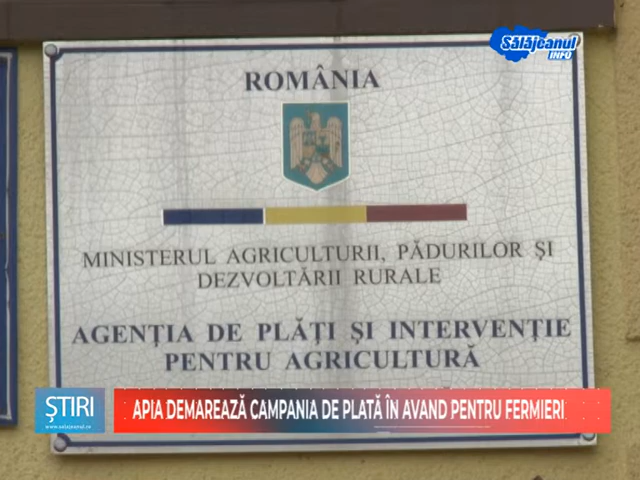 Sălăjeanul
INFO
ROMÂNIA
MINISTERUL AGRICULTURII, PĂDURILOR ŞI
DEZVOLTĂRII RURALE
AGENŢIA DE PLĂŢI ŞI INTERVENŢIE
PENTRU AGRICULTURĂ
ŞTIRI
www.salajeanul.ro
APIA DEMAREAZĂ CAMPANIA DE PLATĂ ÎN AVAND PENTRU FERMIERI